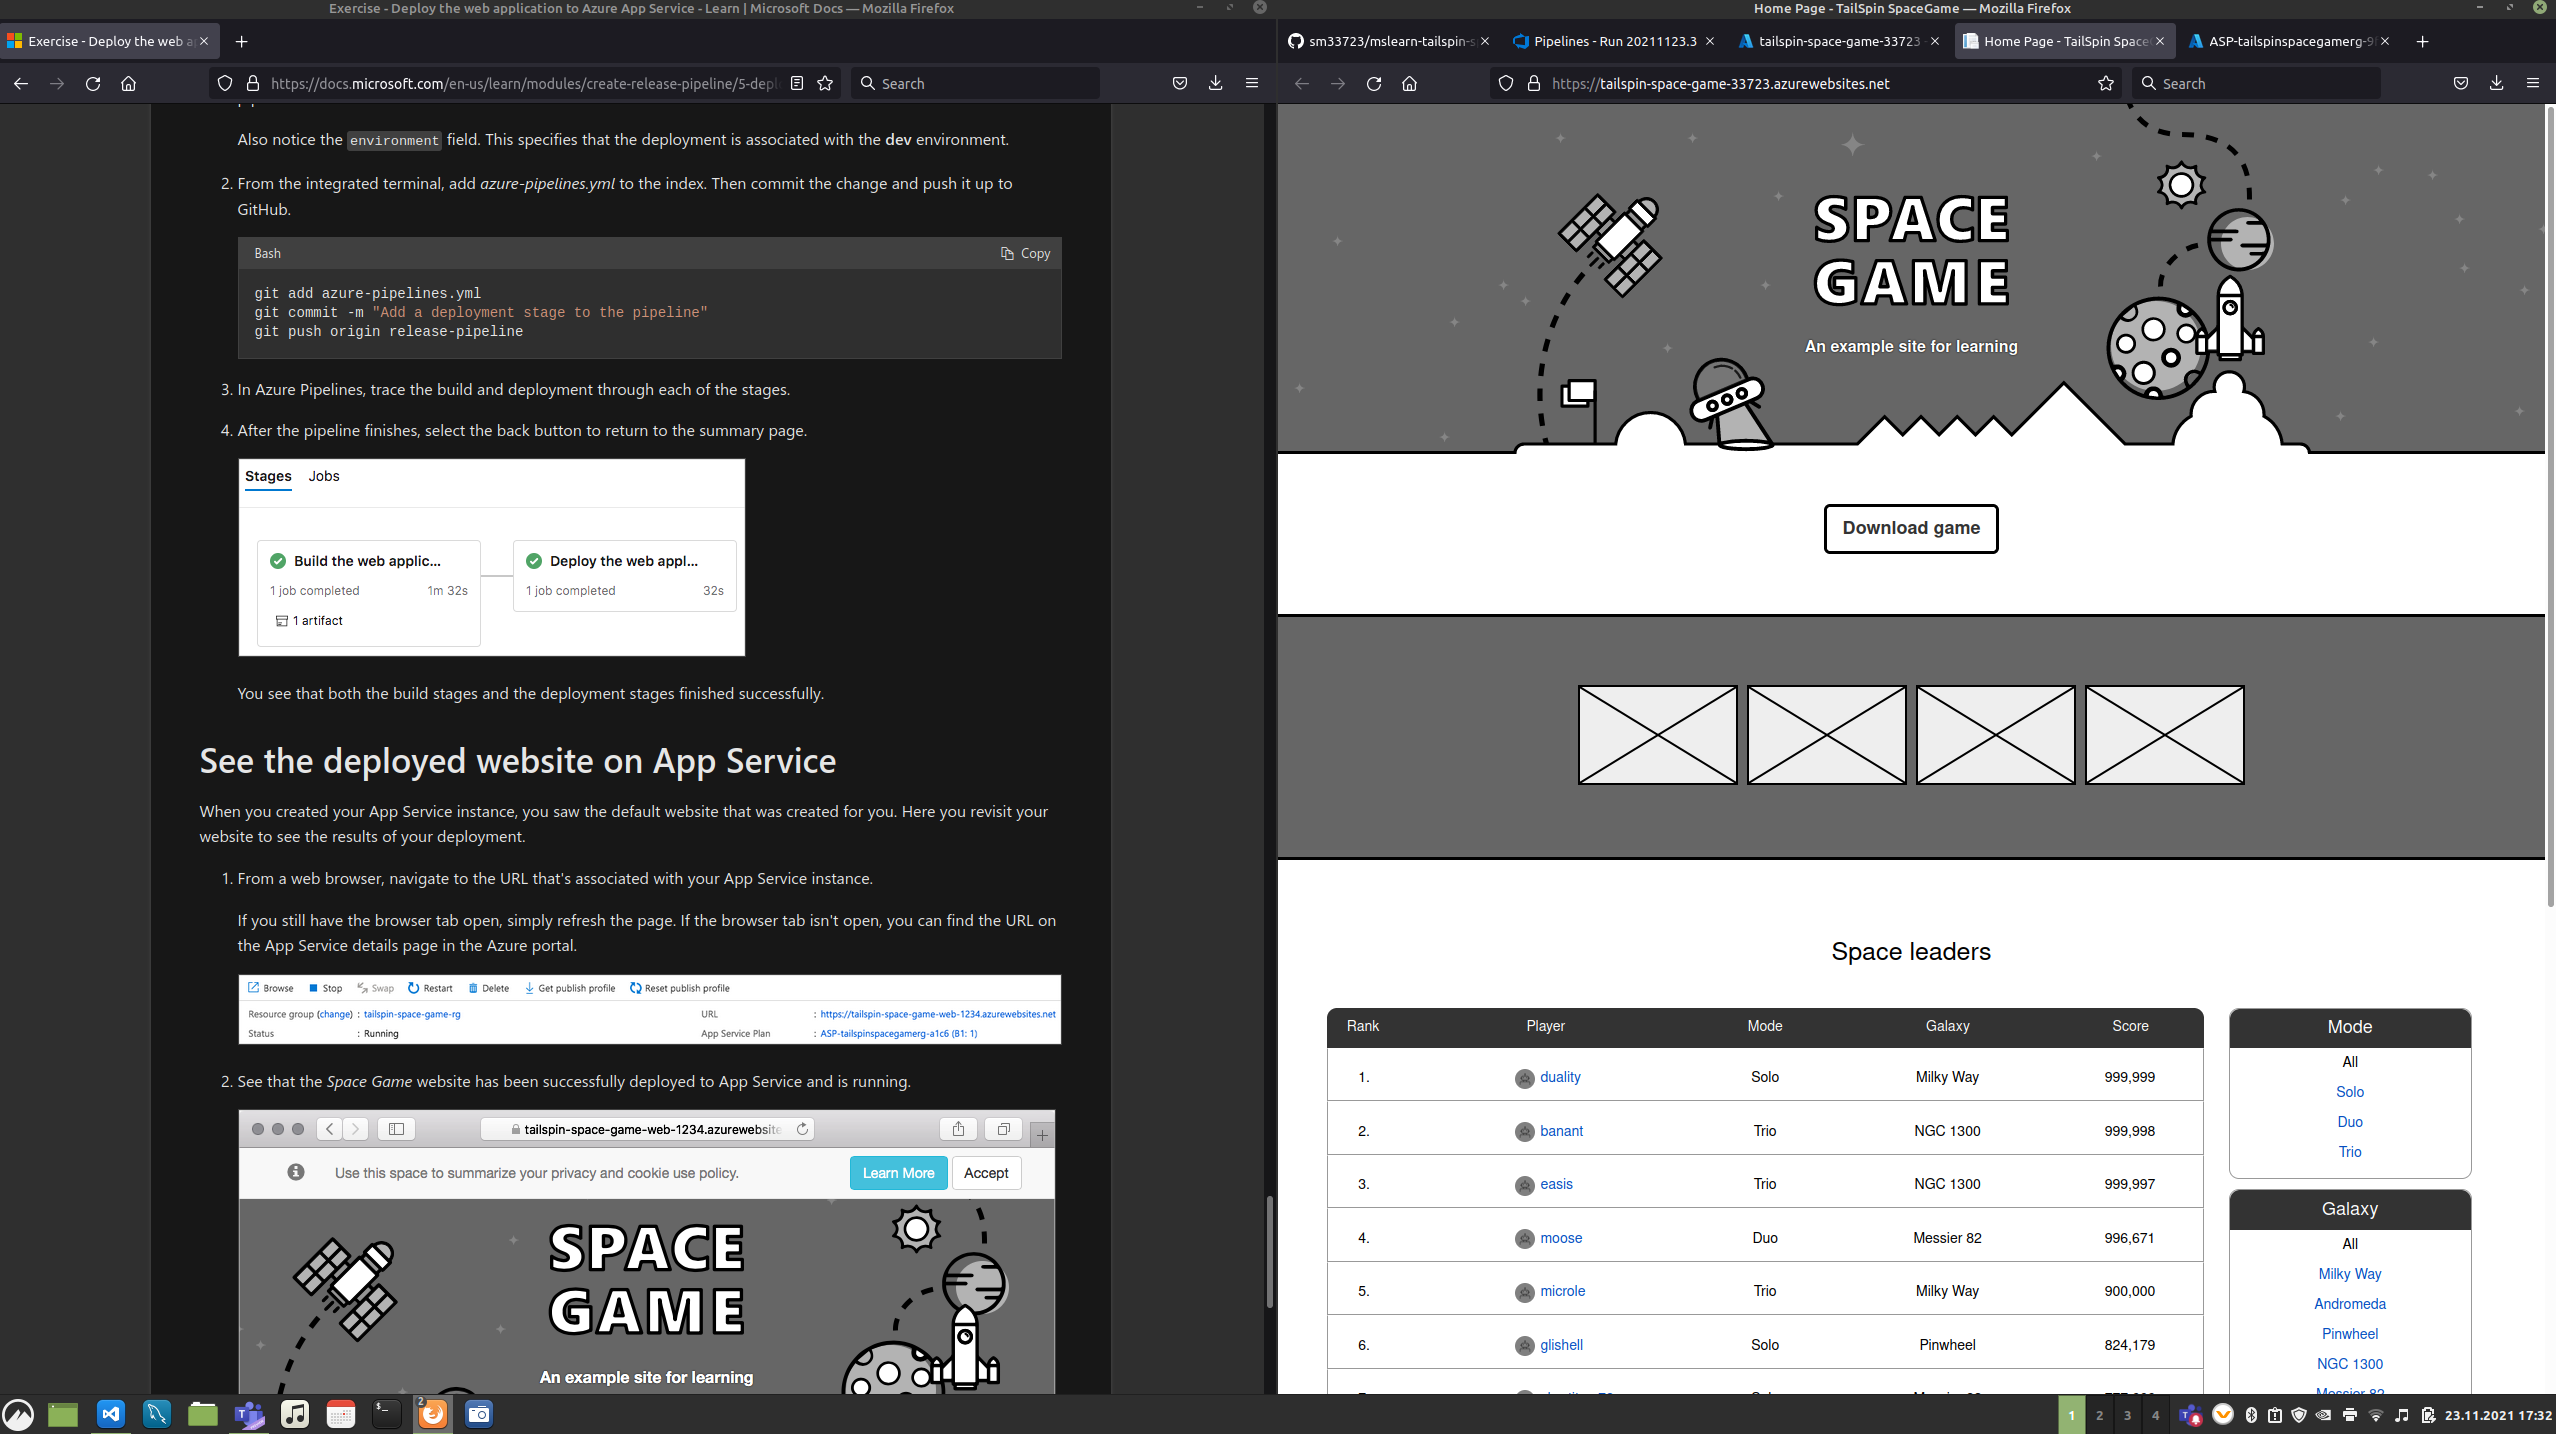 Exercise - Deploy the web application to Azure App Service - Learn | Microsoft Docs — Mozilla Firefox
Exercise - Deploy the web a
https://docs.microsoft.com/en-us/learn/modules/create-release-pipeline/5-depl
Search
Also notice the environment field. This specifies that the deployment is associated with the dev environment.
2. From the integrated terminal, add azure-pipelines.yml to the index. Then commit the change and push it up to
GitHub.
Bash
Copy
git add azure-pipelines.yml
git commit -m "Add a deployment stage to the pipeline"
git push origin release-pipeline
3. In Azure Pipelines, trace the build and deployment through each of the stages.
4. After the pipeline finishes, select the back button to return to the summary page.
Stages Jobs
Build the web applic...
1 job completed 1m 32s
1 artifact
Deploy the web appl...
1 job completed 32s
You see that both the build stages and the deployment stages finished successfully.
See the deployed website on App Service
When you created your App Service instance, you saw the default website that was created for you. Here you revisit your
website to see the results of your deployment.
1. From a web browser, navigate to the URL that's associated with your App Service instance.
If you still have the browser tab open, simply refresh the page. If the browser tab isn't open, you can find the URL on
the App Service details page in the Azure portal.
Browse Stop Swap Restart Delete Get publish profile Reset publish profile
Resource group (change) : tailspin-space-game-rg URL : https://tailspin-space-game-web-1234.azurewebsites.net
Status : Running App Service Plan : ASP-tailspinspacegamerg-a1c6 (B1: 1)
2. See that the Space Game website has been successfully deployed to App Service and is running.
tailspin-space-game-web-1234.azurewebsite
Use this space to summarize your privacy and cookie use policy. Learn More Accept
SPACE
GAME
An example site for learning
Home Page - TailSpin SpaceGame — Mozilla Firefox
sm33723/mslearn-tailspin-s
Pipelines - Run 20211123.3
tailspin-space-game-33723
Home Page - TailSpin Space
ASP-tailspinspacegamerg-9
https://tailspin-space-game-33723.azurewebsites.net
Search
SPACE
GAME
An example site for learning
Download game
Space leaders
Rank Player Mode Galaxy Score
1. duality Solo Milky Way 999,999
2. banant Trio NGC 1300 999,998
3. easis Trio NGC 1300 999,997
4. moose Duo Messier 82 996,671
5. microle Trio Milky Way 900,000
6. glishell Solo Pinwheel 824,179
Mode
All
Solo
Duo
Trio
Galaxy
All
Milky Way
Andromeda
Pinwheel
NGC 1300
Messier 82
2
1 2 3 4
23.11.2021 17:32